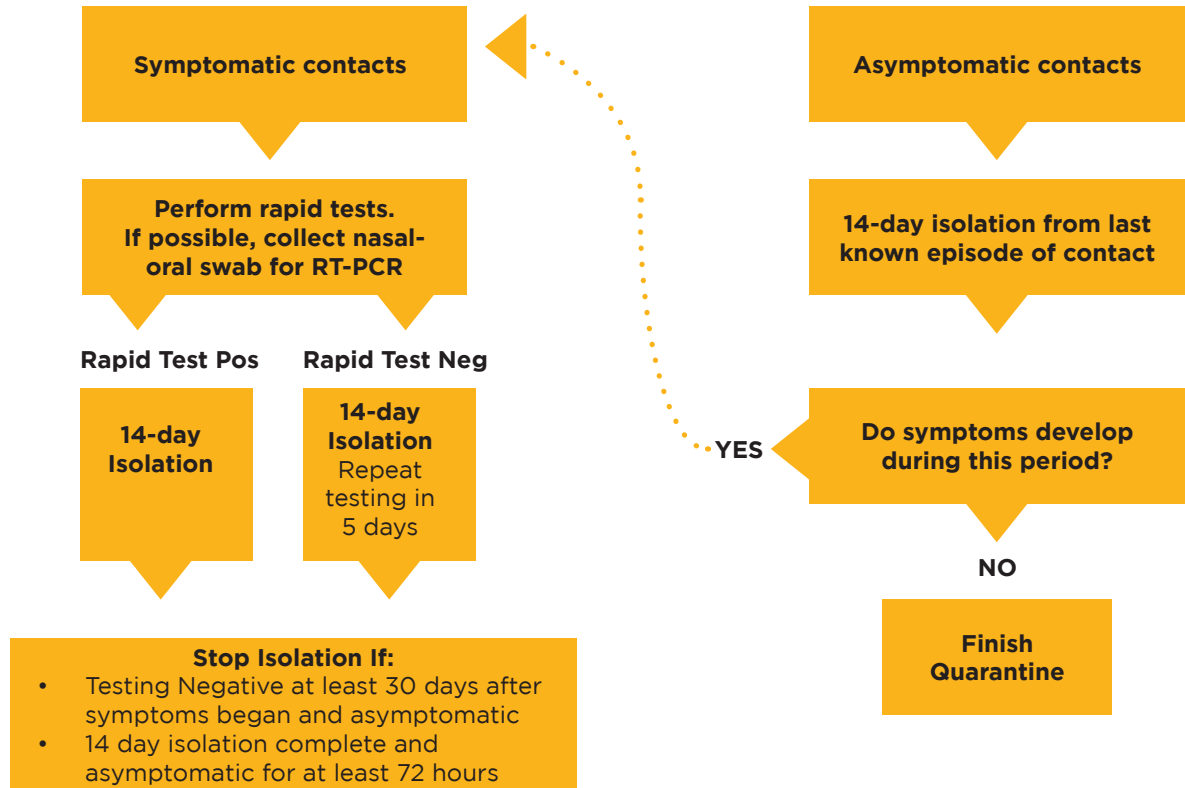 Symptomatic contacts
Perform rapid tests.
If possible, collect nasal-
oral swab for RT-PCR
Rapid Test Pos
Rapid Test Neg
14-day
Isolation
14-day
Isolation
Repeat
testing in
5 days
Stop Isolation If:
• Testing Negative at least 30 days after
symptoms began and asymptomatic
• 14 day isolation complete and
asymptomatic for at least 72 hours
Asymptomatic contacts
14-day isolation from last
known episode of contact
Do symptoms develop
during this period?
YES
NO
Finish
Quarantine